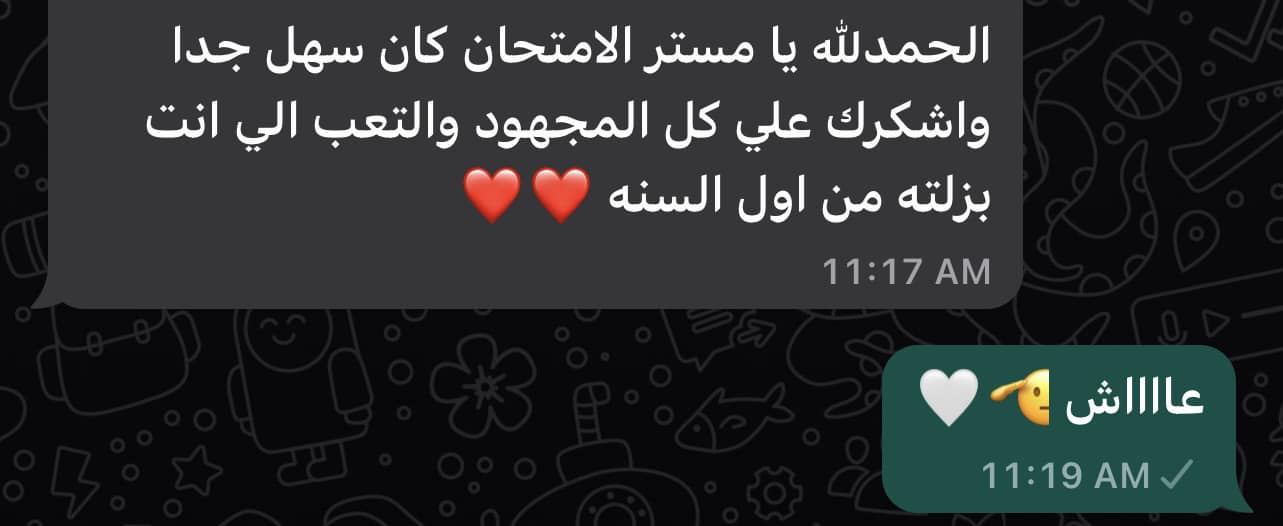 الحمدلله يا مستر الامتحان كان سهل جدا
واشكرك علي كل المجهود والتعب الي انت
بزلته من اول السنه ❤️❤️
11:17 AM
عااااش 🫡🤍
11:19 AM